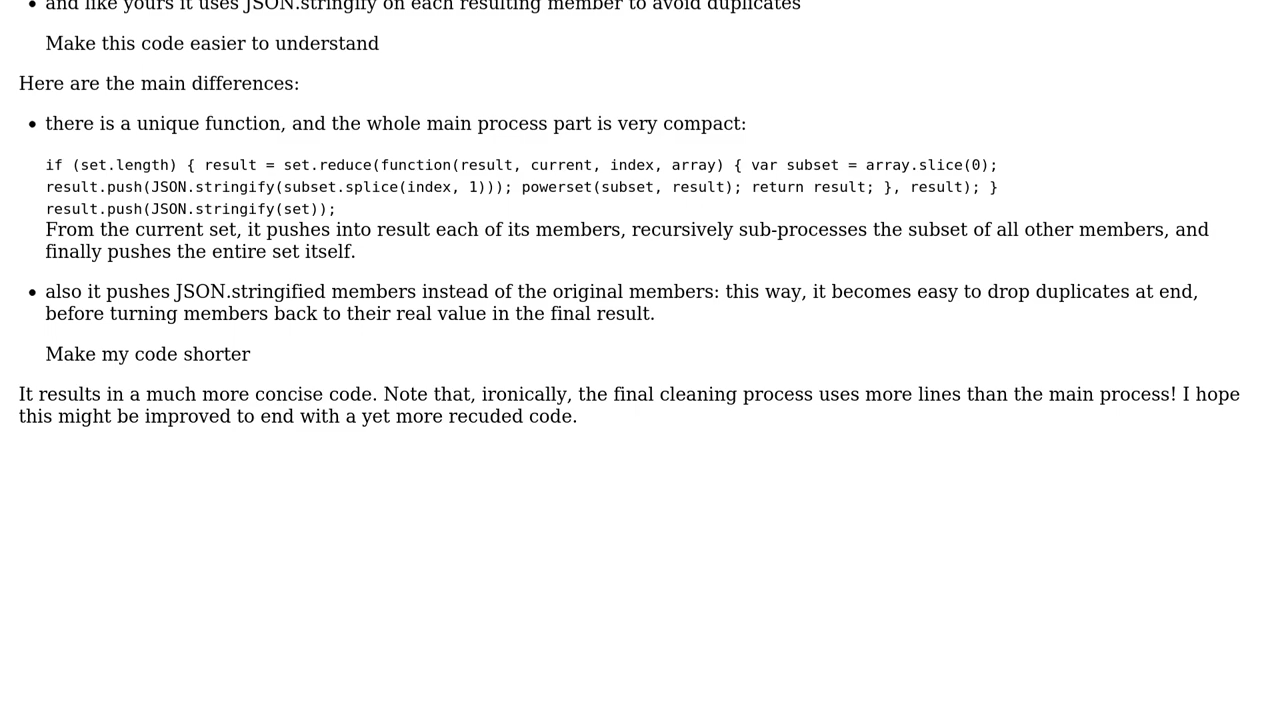 and like yours it uses JSON.stringify on each resulting member to avoid duplicates
Make this code easier to understand
Here are the main differences:
there is a unique function, and the whole main process part is very compact:
if (set.length) { result = set.reduce(function(result, current, index, array) { var subset = array.slice(0);
result.push(JSON.stringify(subset.splice(index, 1))); powerset(subset, result); return result; }, result); }
result.push(JSON.stringify(set));
From the current set, it pushes into result each of its members, recursively sub-processes the subset of all other members, and
finally pushes the entire set itself.
also it pushes JSON.stringified members instead of the original members: this way, it becomes easy to drop duplicates at end,
before turning members back to their real value in the final result.
Make my code shorter
It results in a much more concise code. Note that, ironically, the final cleaning process uses more lines than the main process! I hope
this might be improved to end with a yet more recuded code.